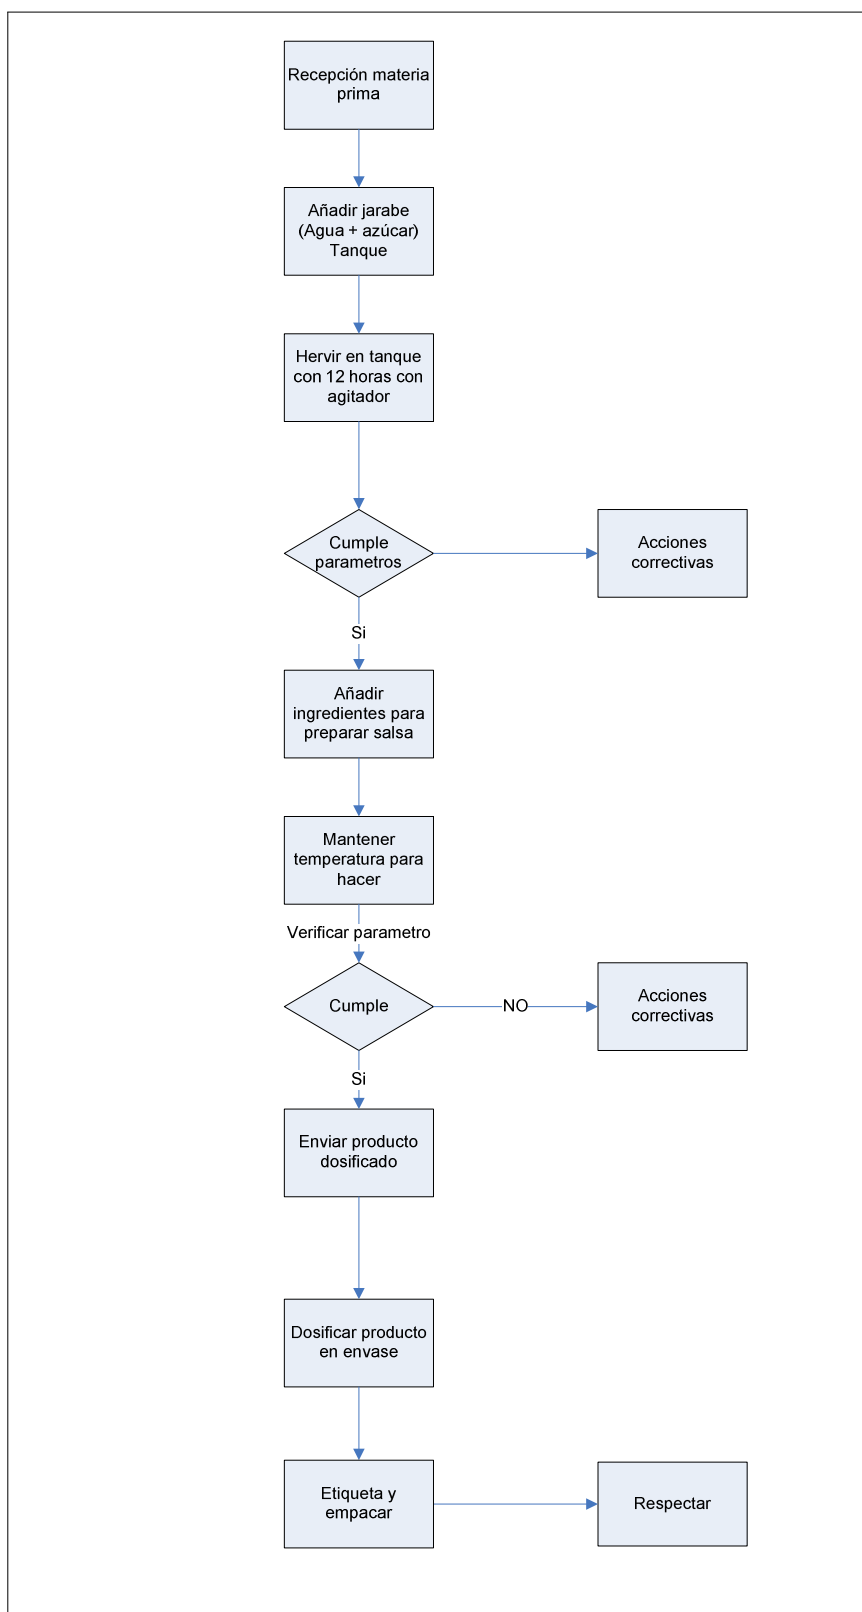 Recepción materia
prima
Añadir jarabe
(Agua + azúcar)
Tanque
Hervir en tanque
con 12 horas con
agitador
Cumple
parametros
Acciones
correctivas
Si
Añadir
ingredientes para
preparar salsa
Mantener
temperatura para
hacer
Verificar parametro
Cumple
NO
Acciones
correctivas
Si
Enviar producto
dosificado
Dosificar producto
en envase
Etiqueta y
empacar
Respectar